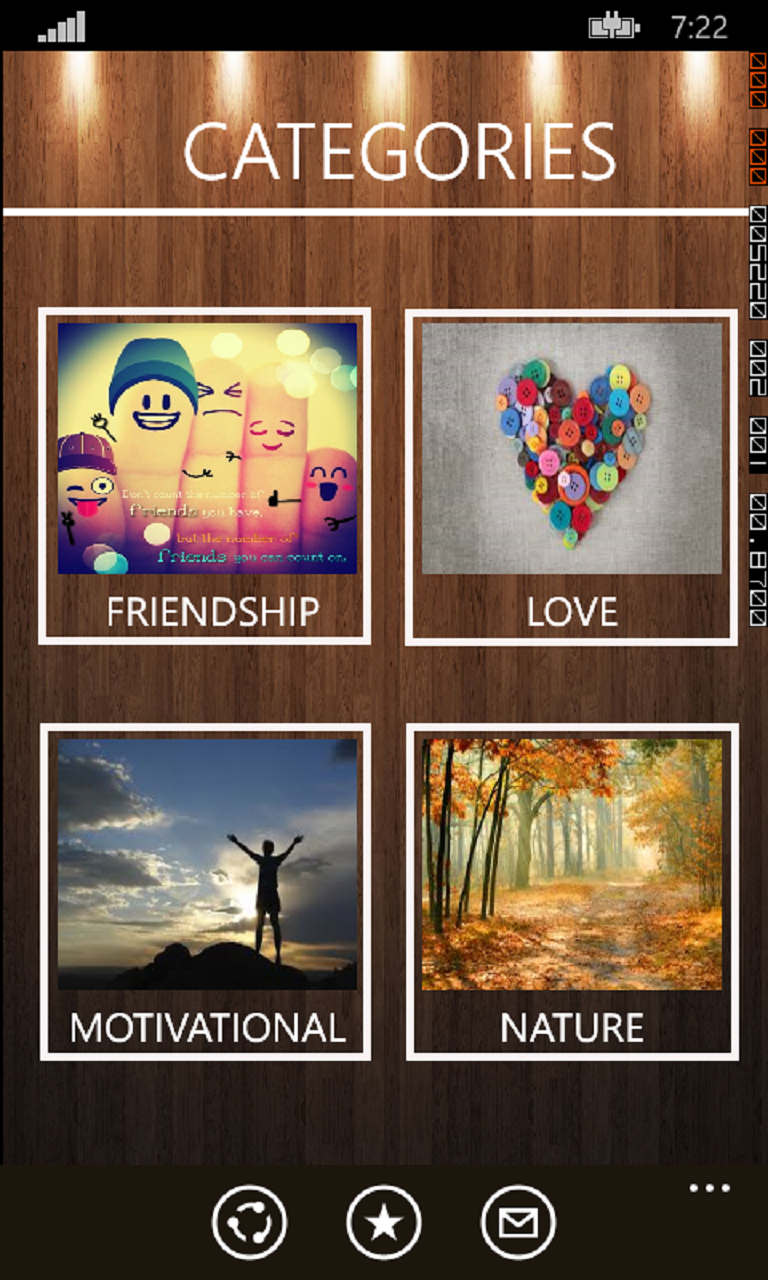 7:22
CATEGORIES
000 000 005220 002 001 00.8700
Don't count the number of
friends you have,
but the number of
friends you can count on.
FRIENDSHIP
LOVE
MOTIVATIONAL
NATURE